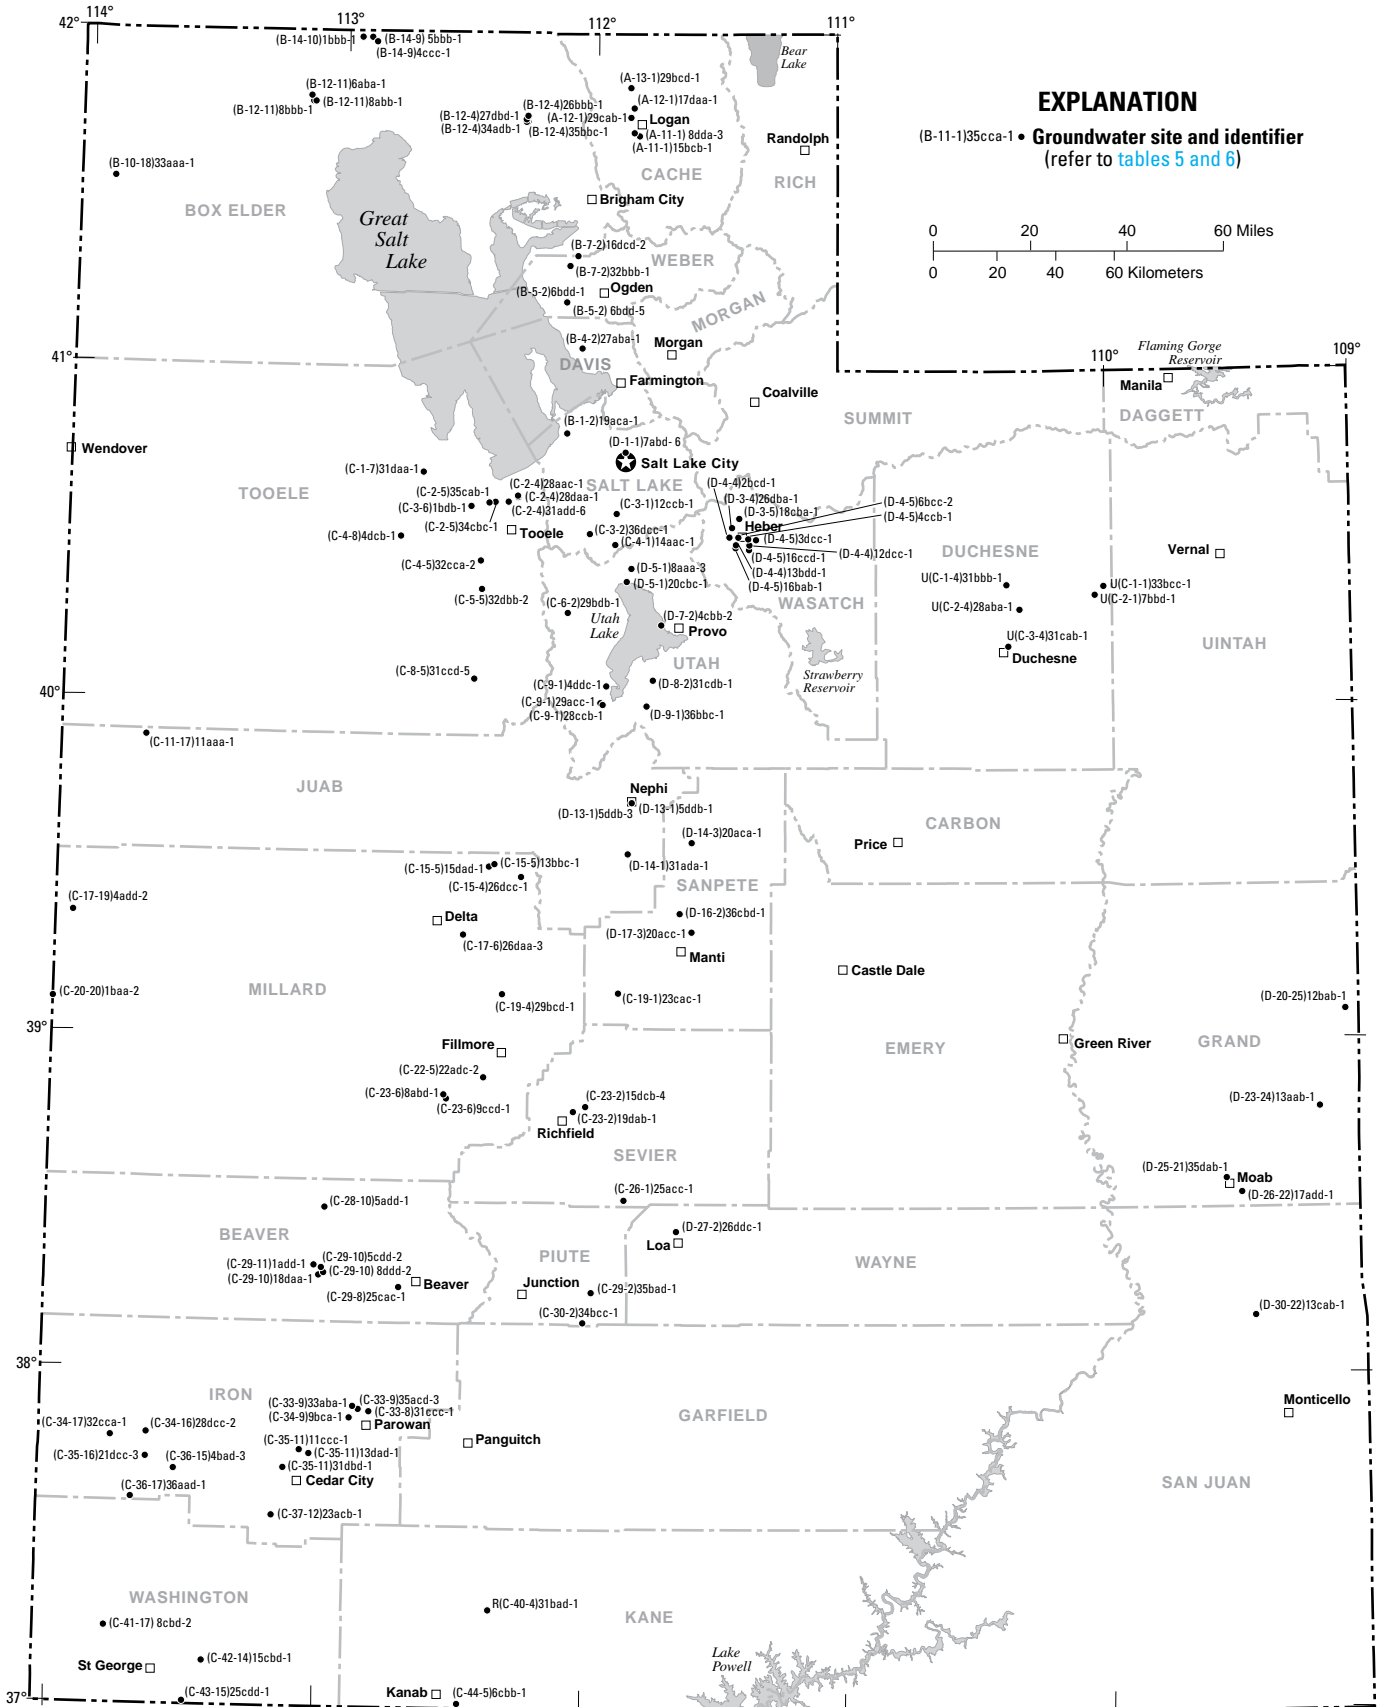 114°
113°
112°
111°
42°
(B-14-10)1bbb-1
(B-14-9) 5bbb-1
(B-14-9)4ccc-1
Bear
Lake
(B-12-11)6aba-1
(B-12-11)8abb-1
(B-12-11)8bbb-1
(A-13-1)29bcd-1
(A-12-1)17daa-1
(B-12-4)26bbb-1
(B-12-4)27dbd-1
(A-12-1)29cab-1
Logan
(B-12-4)34adb-1
(B-12-4)35bbc-1
(A-11-1) 8dda-3
(A-11-1)15bcb-1
Randolph
EXPLANATION
(B-11-1)35cca-1 Groundwater site and identifier
(refer to tables 5 and 6)
0 20 40 60 Miles
0 20 40 60 Kilometers
(B-10-18)33aaa-1
CACHE
RICH
BOX ELDER
Brigham City
Great
Salt
Lake
(B-7-2)16dcd-2
WEBER
(B-7-2)32bbb-1
Ogden
(B-5-2)6bdd-1
(B-5-2) 6bdd-5
MORGAN
(B-4-2)27aba-1
Morgan
41°
DAVIS
Farmington
Coalville
SUMMIT
110°
109°
Flaming Gorge
Reservoir
Manila
DAGGETT
(B-1-2)19aca-1
Wendover
(D-1-1)7abd- 6
Salt Lake City
(C-1-7)31daa-1
TOOELE
(C-2-4)28aac-1
SALT LAKE
(D-4-4)2bcd-1
(C-2-5)35cab-1
(C-2-4)28daa-1
(D-3-4)26dba-1
(C-3-6)1bdb-1
(C-2-4)31add-6
(C-3-1)12ccb-1
(D-3-5)18cba-1
(D-4-5)6bcc-2
(D-4-5)4ccb-1
(C-2-5)34cbc-1
Tooele
(C-3-2)36dcc-1
Heber
(C-4-8)4dcb-1
(C-4-1)14aac-1
(D-4-5)3dcc-1
(D-4-4)12dcc-1
DUCHESNE
Vernal
(C-4-5)32cca-2
(D-5-1)8aaa-3
(D-4-5)16ccd-1
(D-4-4)13bdd-1
(D-5-1)20cbc-1
(D-4-5)16bab-1
U(C-1-4)31bbb-1
U(C-1-1)33bcc-1
(C-5-5)32dbb-2
(C-6-2)29bdb-1
WASATCH
U(C-2-4)28aba-1
U(C-2-1)7bbd-1
Utah
Lake
(D-7-2)4cbb-2
Provo
U(C-3-4)31cab-1
Duchesne
UINTAH
UTAH
Strawberry
Reservoir
(C-8-5)31ccd-5
(C-9-1)4ddc-1
(D-8-2)31cdb-1
40°
(C-9-1)29acc-1
(C-9-1)28ccb-1
(D-9-1)36bbc-1
(C-11-17)11aaa-1
JUAB
Nephi
(D-13-1)5ddb-3
(D-13-1)5ddb-1
CARBON
(D-14-3)20aca-1
Price
(C-15-5)15dad-1
(C-15-5)13bbc-1
(D-14-1)31ada-1
(C-15-4)26dcc-1
SANPETE
(C-17-19)4add-2
Delta
(D-16-2)36cbd-1
(D-17-3)20acc-1
(C-17-6)26daa-3
Manti
Castle Dale
MILLARD
(C-20-20)1baa-2
(C-19-4)29bcd-1
(C-19-1)23cac-1
(D-20-25)12bab-1
39°
Fillmore
EMERY
Green River
GRAND
(C-22-5)22adc-2
(C-23-6)8abd-1
(C-23-6)9ccd-1
(C-23-2)15dcb-4
(C-23-2)19dab-1
(D-23-24)13aab-1
Richfield
SEVIER
(D-25-21)35dab-1
Moab
(D-26-22)17add-1
(C-26-1)25acc-1
(C-28-10)5add-1
BEAVER
(D-27-2)26ddc-1
Loa
PIUTE
WAYNE
(C-29-11)1add-1
(C-29-10)5cdd-2
(C-29-10) 8ddd-2
(C-29-10)18daa-1
Beaver
(C-29-8)25cac-1
Junction
(C-29-2)35bad-1
(C-30-2)34bcc-1
(D-30-22)13cab-1
38°
IRON
(C-33-9)33aba-1
(C-33-9)35acd-3
(C-34-9)9bca-1
(C-33-8)31ccc-1
Parowan
GARFIELD
Monticello
(C-34-17)32cca-1
(C-34-16)28dcc-2
(C-35-11)11ccc-1
Panguitch
(C-35-16)21dcc-3
(C-36-15)4bad-3
(C-35-11)13dad-1
(C-35-11)31dbd-1
Cedar City
(C-36-17)36aad-1
SAN JUAN
(C-37-12)23acb-1
WASHINGTON
(C-41-17) 8cbd-2
R(C-40-4)31bad-1
KANE
St George
(C-42-14)15cbd-1
Lake
Powell
37°
(C-43-15)25cdd-1
Kanab
(C-44-5)6cbb-1